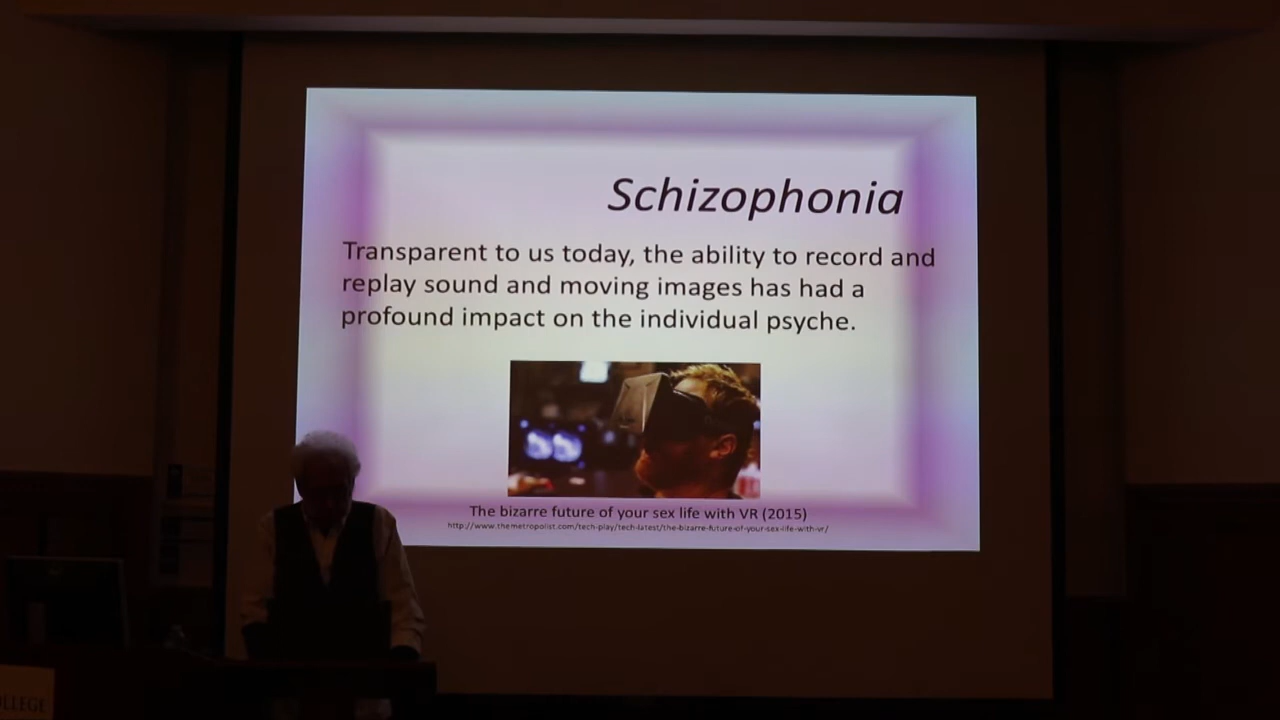 Schizophonia
Transparent to us today, the ability to record and
replay sound and moving images has had a
profound impact on the individual psyche.
The bizarre future of your sex life with VR (2015)
http://www.themetropolist.com/tech-play/tech-latest/the-bizarre-future-of-your-sex-life-with-vr/
OLLEGE